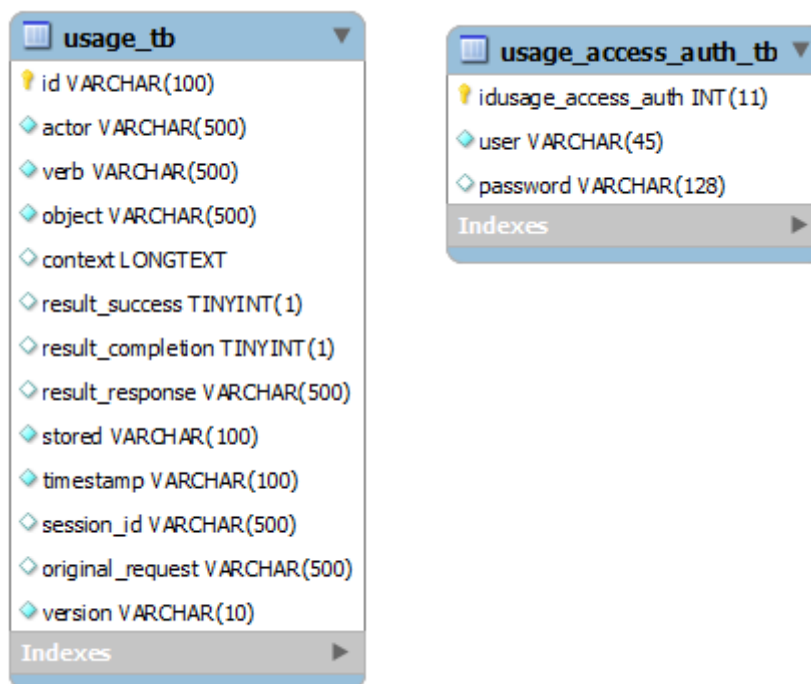 usage_tb
id VARCHAR(100)
actor VARCHAR(500)
verb VARCHAR(500)
object VARCHAR(500)
context LONGTEXT
result_success TINYINT(1)
result_completion TINYINT(1)
result_response VARCHAR(500)
stored VARCHAR(100)
timestamp VARCHAR(100)
session_id VARCHAR(500)
original_request VARCHAR(500)
version VARCHAR(10)
Indexes
usage_access_auth_tb
idusage_access_auth INT(11)
user VARCHAR(45)
password VARCHAR(128)
Indexes